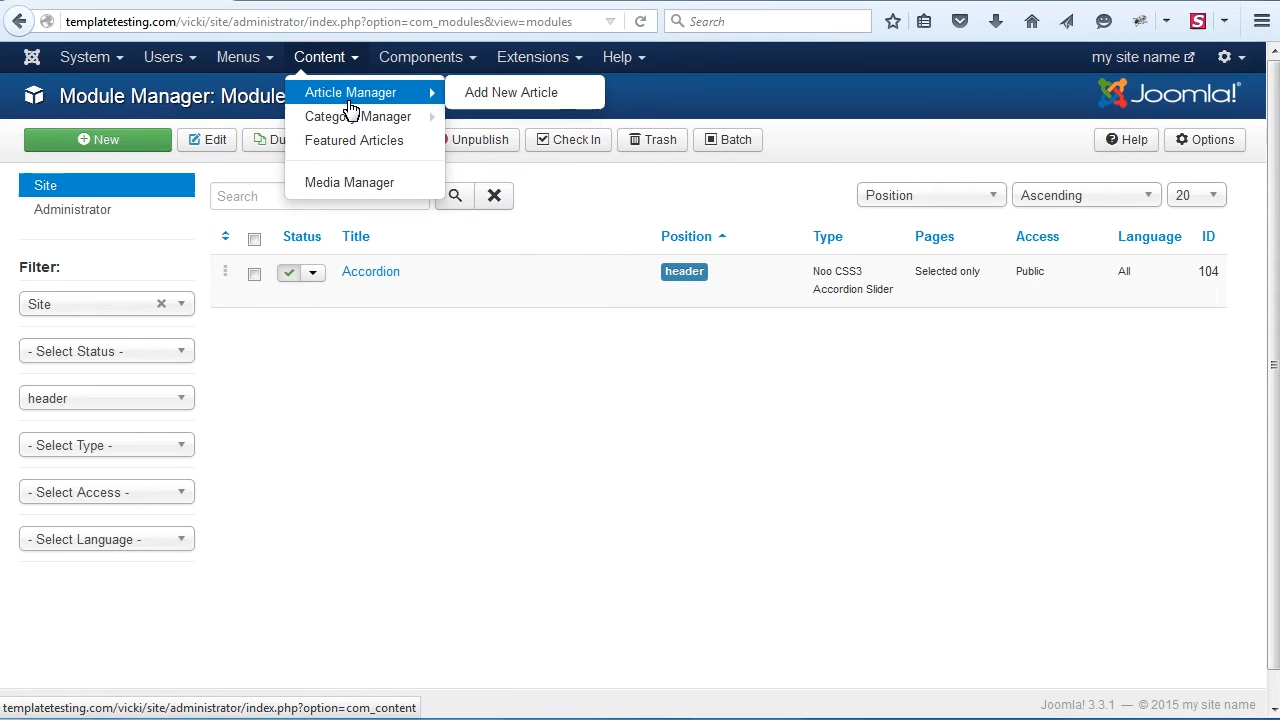 templatetesting.com/vicki/site/administrator/index.php?option=com_modules&view=modules
Search
S
System Users Menus Content Components Extensions Help my site name
Module Manager: Module
Joomla!
Article Manager
Add New Article
Category Manager
Featured Articles
Media Manager
New Edit Du Unpublish Check In Trash Batch Help Options
Site
Administrator
Search
Position Ascending 20
Status Title Position Type Pages Access Language ID
Accordion header Noo CSS3 Selected only Public All 104
Accordion Slider
Filter:
Site
- Select Status -
header
- Select Type -
- Select Access -
- Select Language -
templatetesting.com/vicki/site/administrator/index.php?option=com_content
Joomla! 3.3.1 — © 2015 my site name